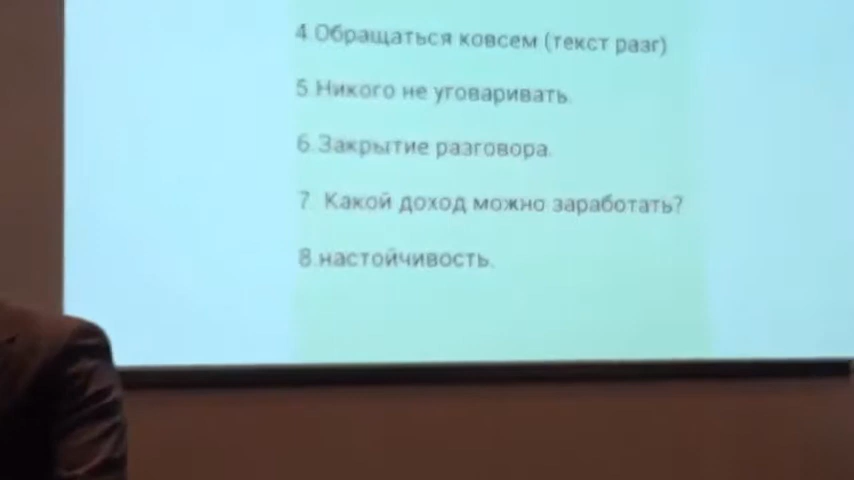 4 Обращаться ковсем (текст разг)
5 Никого не уговаривать.
6.Закрытие разговора.
7. Какой доход можно заработать?
8.настойчивость.